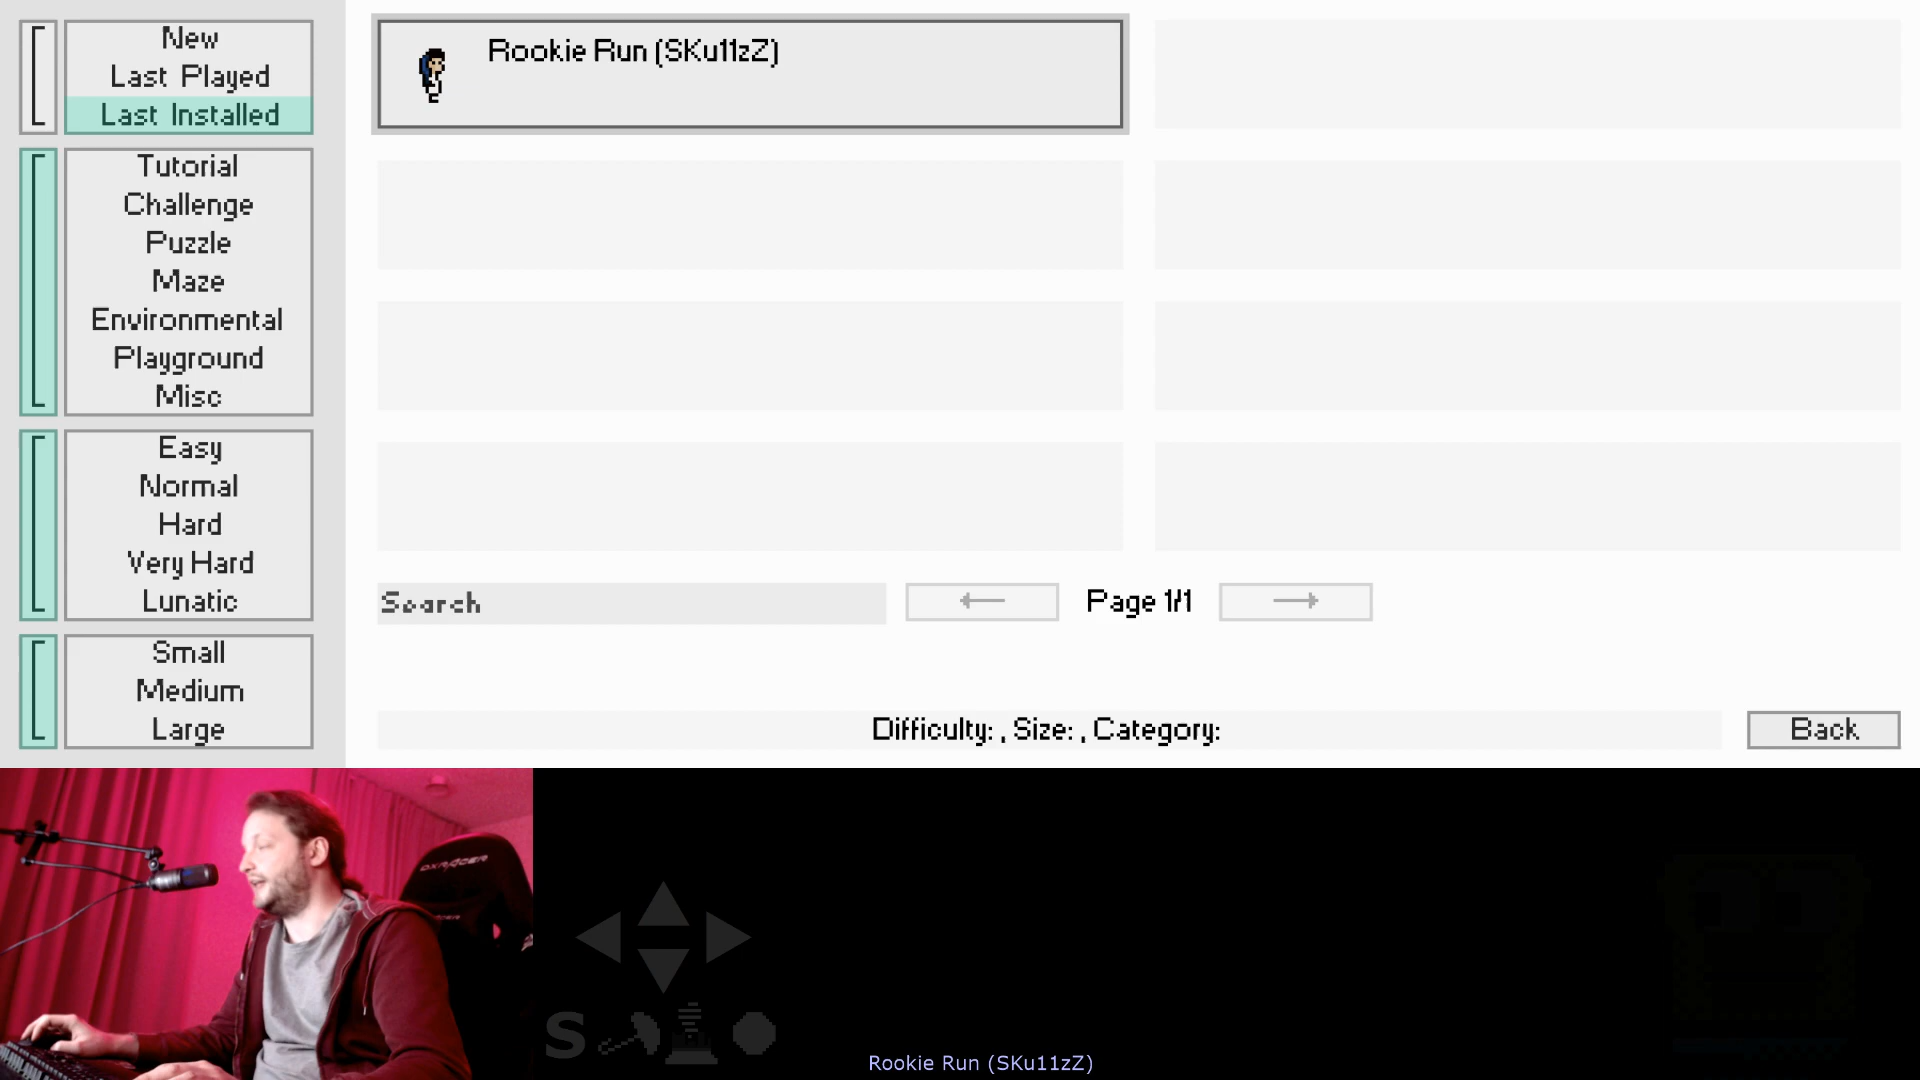 New
Last Played
Last Installed
Tutorial
Challenge
Puzzle
Maze
Environmental
Playground
Misc
Easy
Normal
Hard
Very Hard
Lunatic
Small
Medium
Large
Rookie Run (SKu11zZ)
Search
Page 1/1
Difficulty: , Size: , Category:
Back
DXRACER
S
Rookie Run (SKu11zZ)